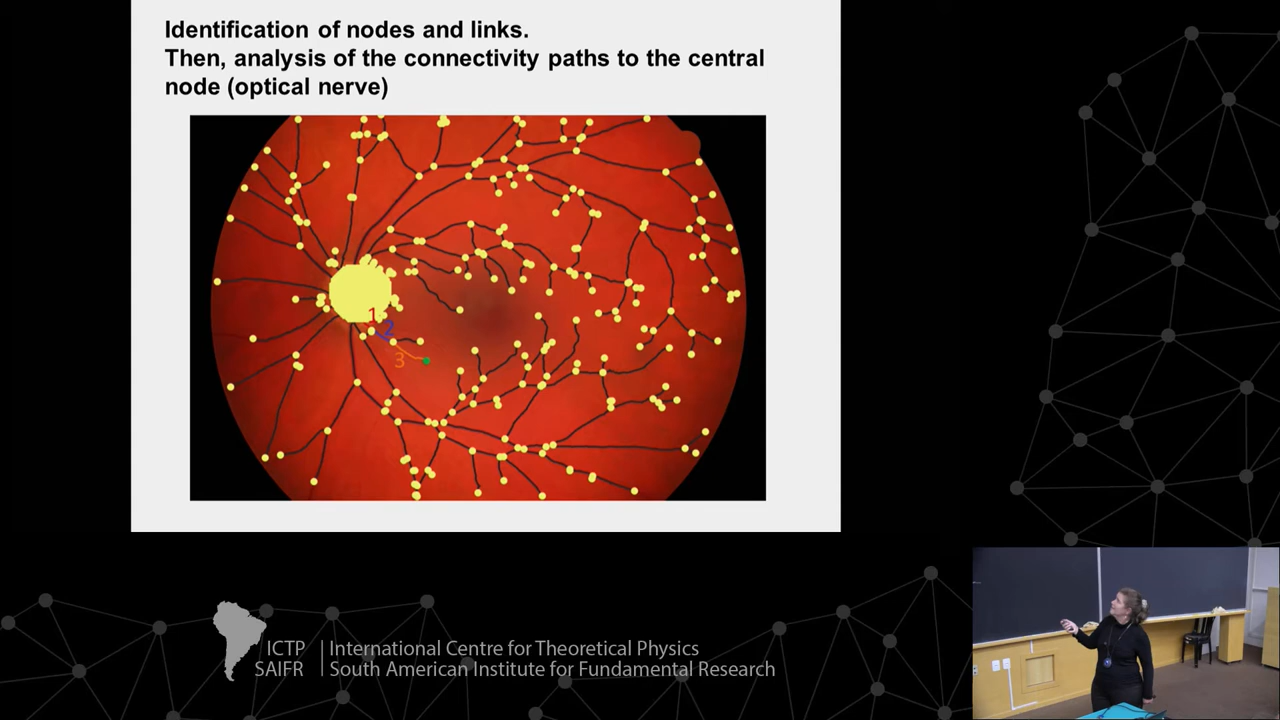 Identification of nodes and links.
Then, analysis of the connectivity paths to the central
node (optical nerve)
1
2
3
ICTP
SAIFR
International Centre for Theoretical Physics
South American Institute for Fundamental Research